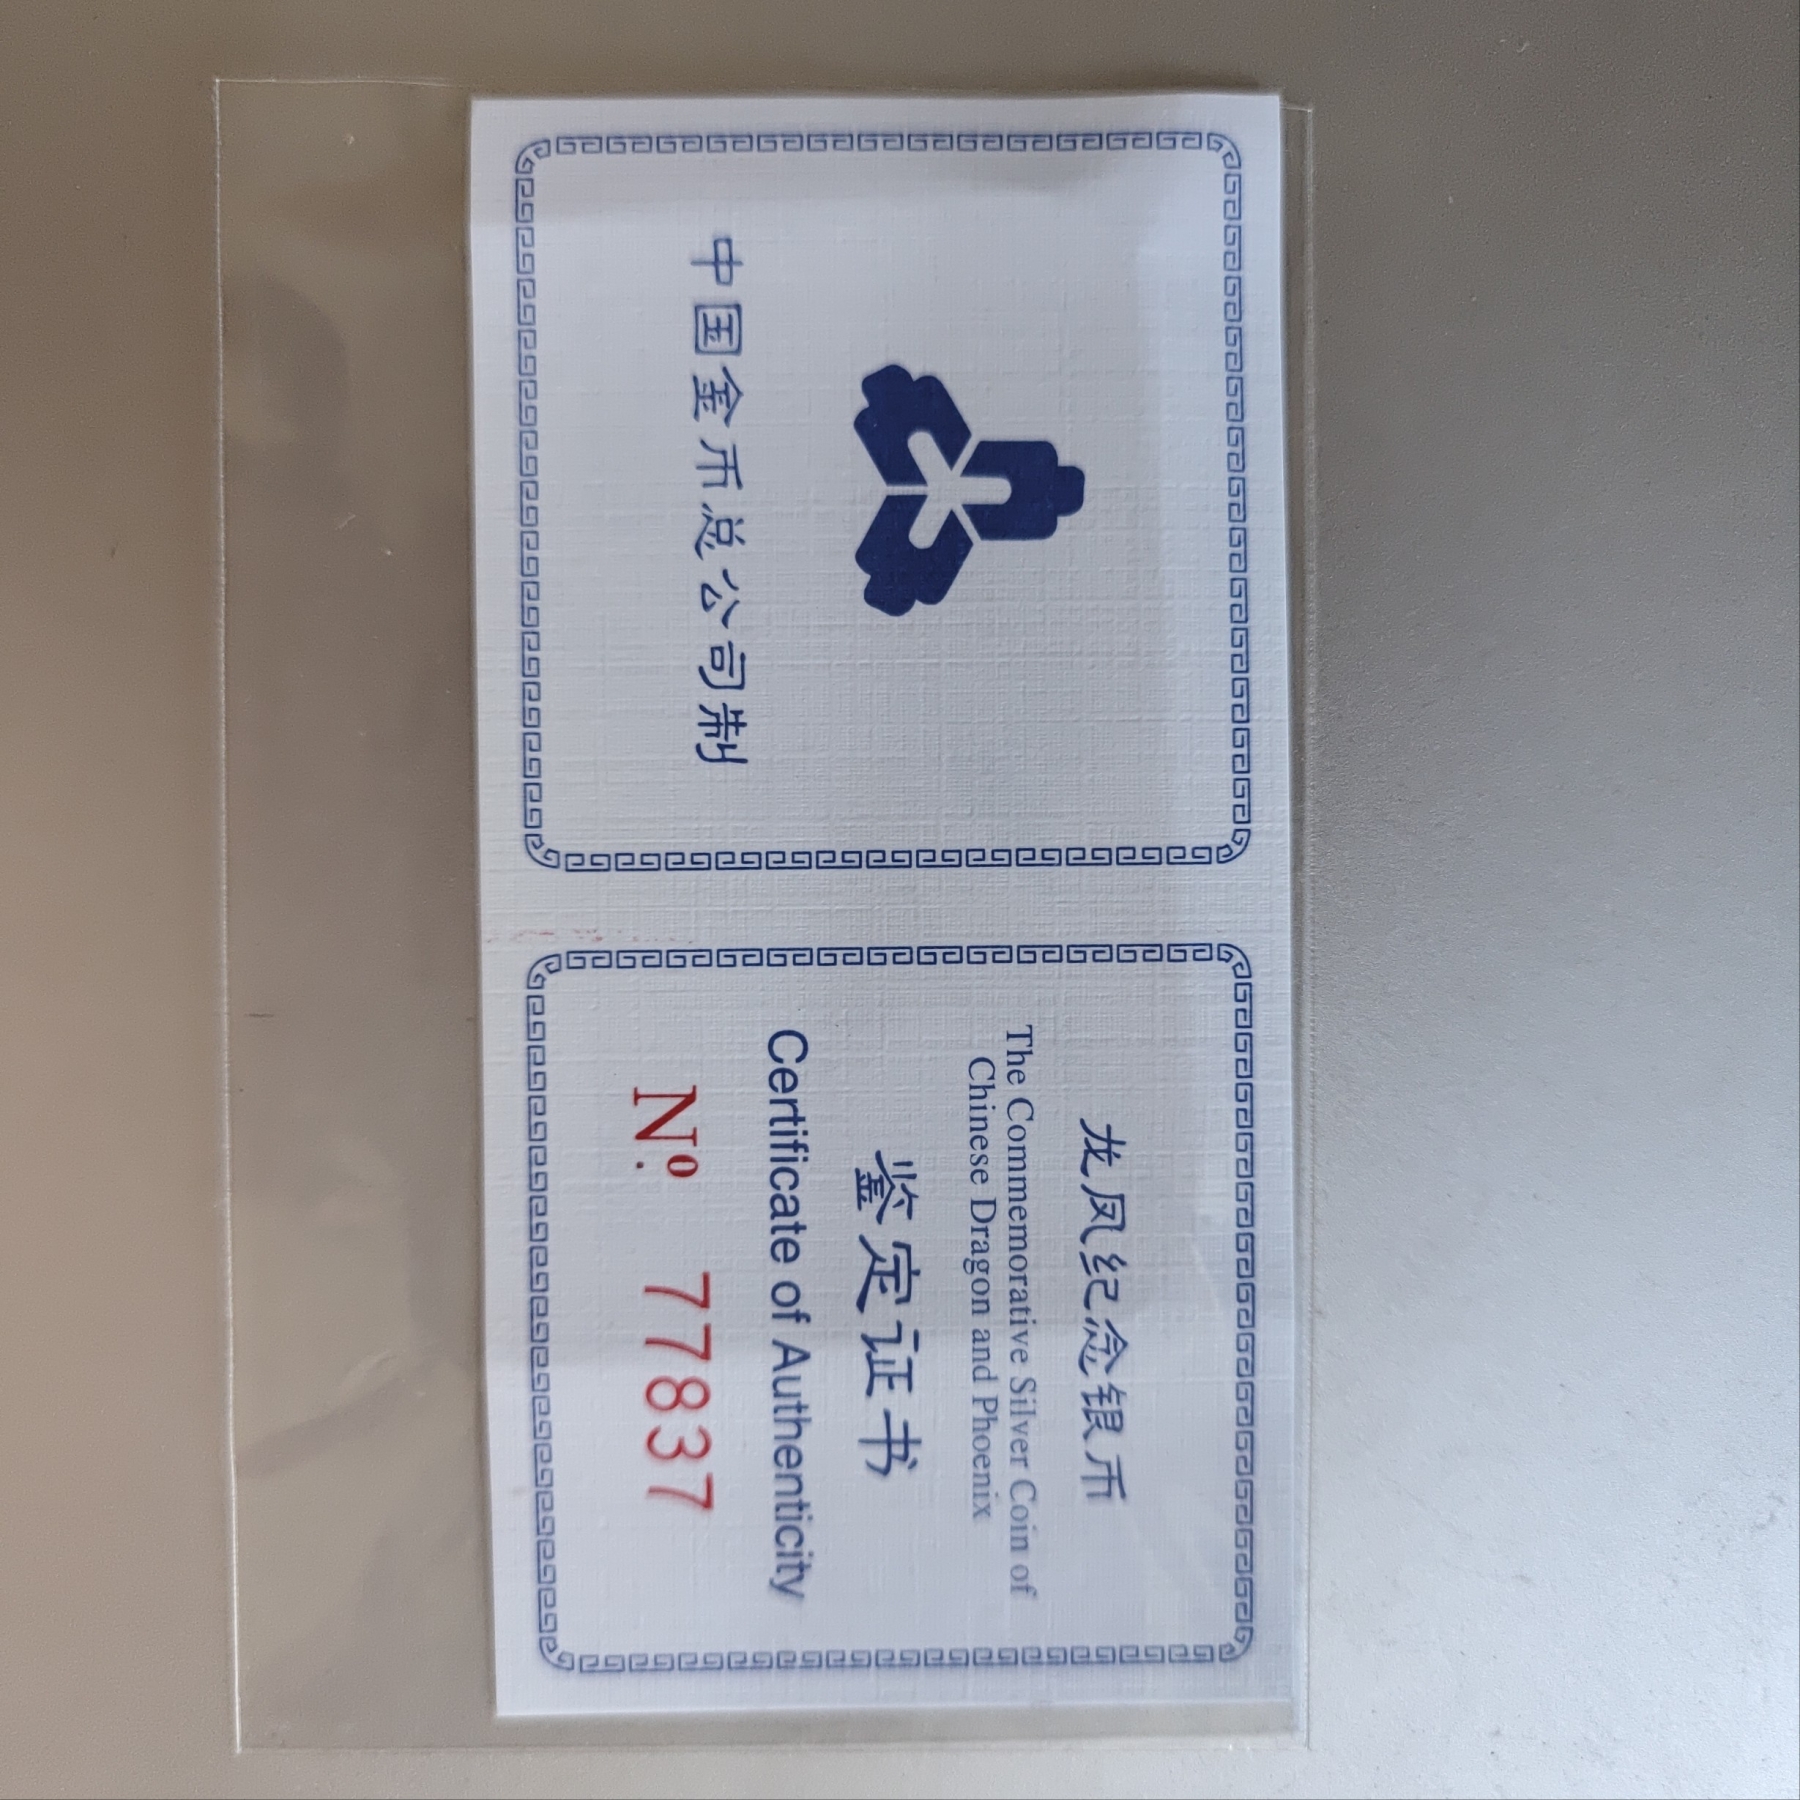 中国金币总公司制
龙凤纪念银币
The Commemorative Silver Coin of
Chinese Dragon and Phoenix
鉴定证书
Certificate of Authenticity
Nº. 77837